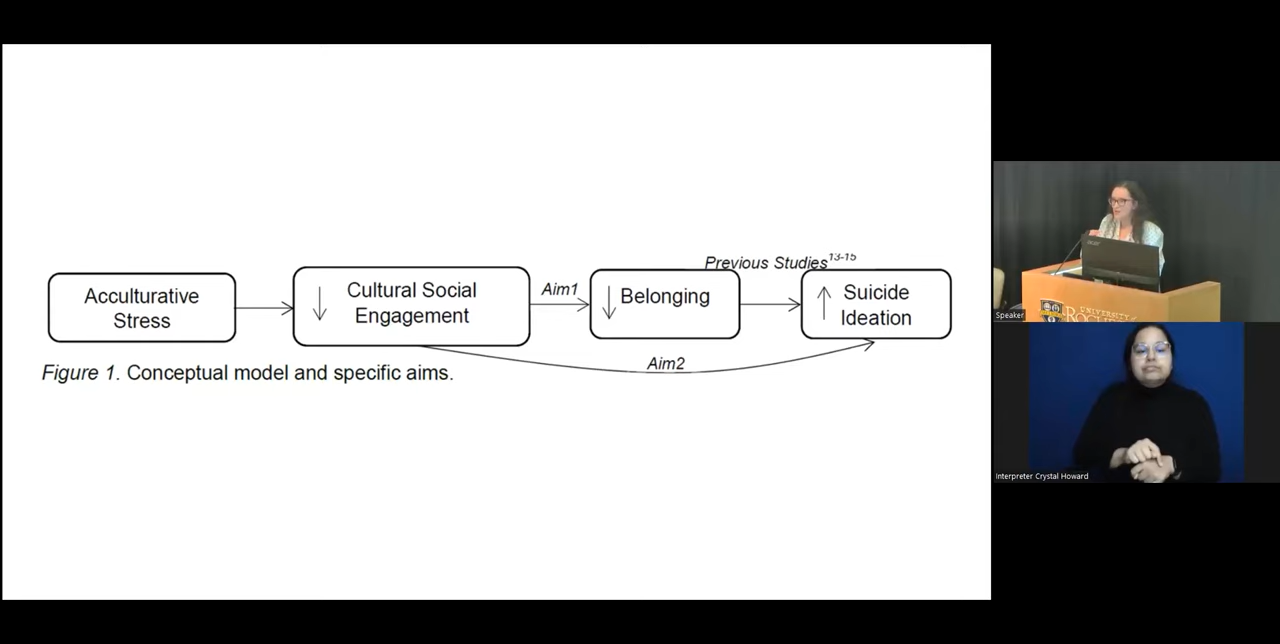 Previous Studies13-15
Acculturative
Stress
Cultural Social
Engagement
Aim1
Belonging
Suicide
Ideation
Aim2
Figure 1. Conceptual model and specific aims.
Speaker
UNIVERSITY
Interpreter Crystal Howard